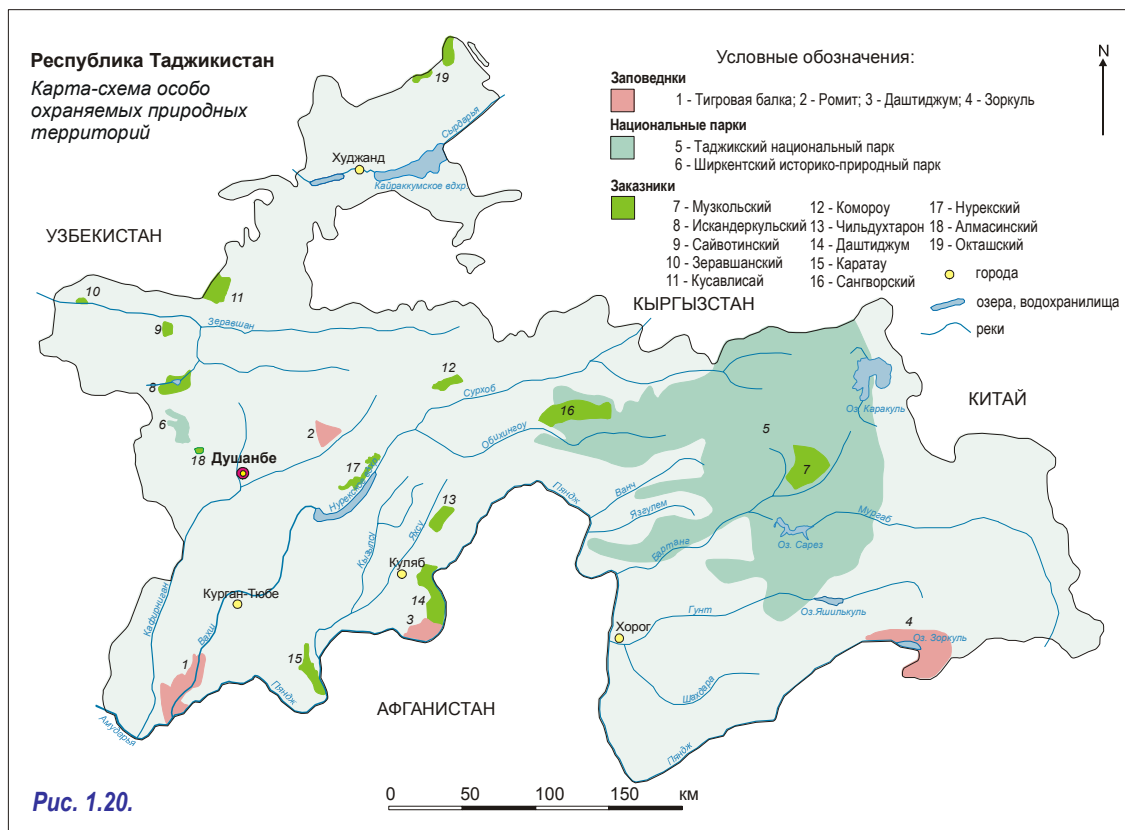 Республика Таджикистан
Карта-схема особо
охраняемых природных
территорий
Условные обозначения:
Заповеднки
1 - Тигровая балка; 2 - Ромит; 3 - Даштиджум; 4 - Зоркуль
Национальные парки
5 - Таджикский национальный парк
6 - Ширкентский историко-природный парк
Заказники
7 - Музкольский
8 - Искандеркульский
9 - Сайвотинский
10 - Зеравшанский
11 - Кусавлисай
12 - Комороу
13 - Чильдухтарон
14 - Даштиджум
15 - Каратау
16 - Сангворский
17 - Нурекский
18 - Алмасинский
19 - Окташский
города
озера, водохранилища
реки
N
19
Сырдарья
Худжанд
Кайраккумское вдхр.
УЗБЕКИСТАН
КЫРГЫЗСТАН
КИТАЙ
АФГАНИСТАН
10
11
Зеравшан
9
8
12
Сурхоб
16
Обихингоу
5
Оз. Каракуль
6
2
18
Душанбе
17
Нурекское вдхр.
7
13
Пяндж
Ванч
Язгулем
Бартанг
Оз. Сарез
Мургаб
Кызылсу
Яксу
Куляб
Курган-Тюбе
14
3
Кафирниган
Вахш
Гунт
Оз.Яшилькуль
Хорог
4
Оз. Зоркуль
1
15
Пяндж
Шахдара
Амударья
Пяндж
Рис. 1.20.
0 50 100 150 км